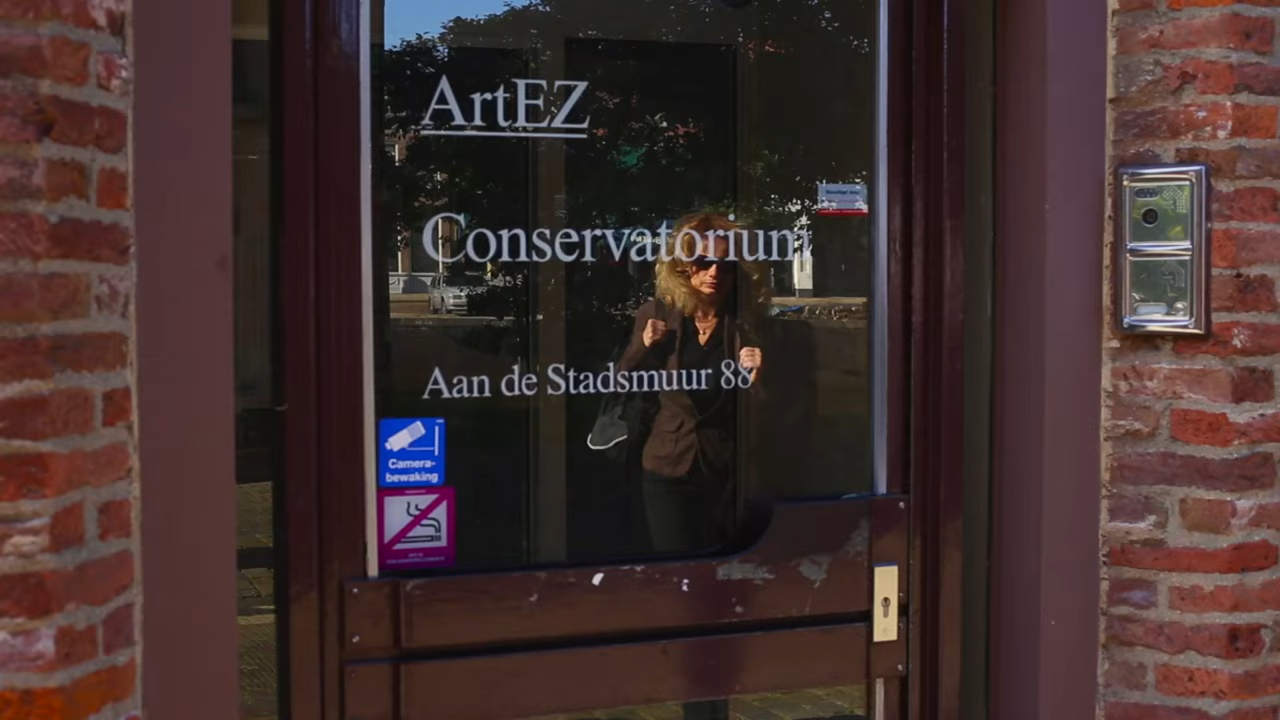 ArtEZ
Conservatorium
Aan de Stadsmuur 88
Camera-
bewaking